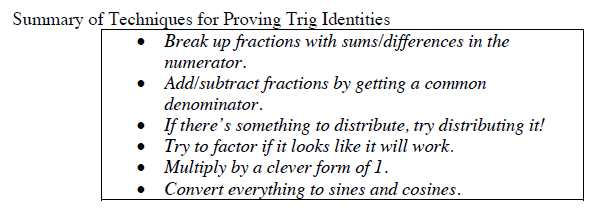 Summary of Techniques for Proving Trig Identities
• Break up fractions with sums/differences in the
numerator.
• Add/subtract fractions by getting a common
denominator.
• If there's something to distribute, try distributing it!
• Try to factor if it looks like it will work.
• Multiply by a clever form of 1.
• Convert everything to sines and cosines.